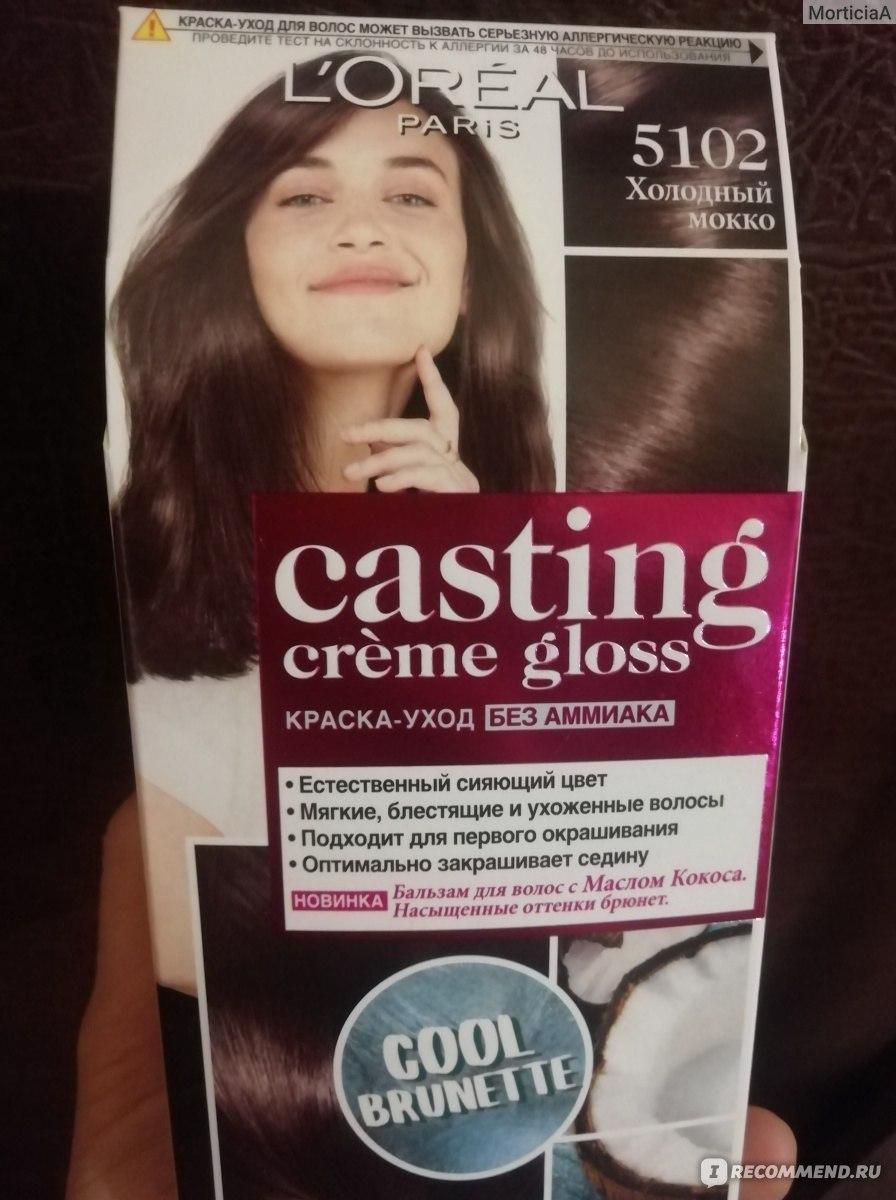 MorticiaA
КРАСКА-УХОД ДЛЯ ВОЛОС МОЖЕТ ВЫЗВАТЬ СЕРЬЕЗНУЮ АЛЛЕРГИЧЕСКУЮ РЕАКЦИЮ
ПРОВЕДИТЕ ТЕСТ НА СКЛОННОСТЬ К АЛЛЕРГИИ ЗА 48 ЧАСОВ ДО ИСПОЛЬЗОВАНИЯ
L'ORÉAL
PARIS
5102
Холодный
мокко
casting
crème gloss
КРАСКА-УХОД БЕЗ АММИАКА
• Естественный сияющий цвет
• Мягкие, блестящие и ухоженные волосы
• Подходит для первого окрашивания
• Оптимально закрашивает седину
НОВИНКА Бальзам для волос с Маслом Кокоса.
Насыщенные оттенки брюнет.
COOL
BRUNETTE
IRECOMMEND.RU